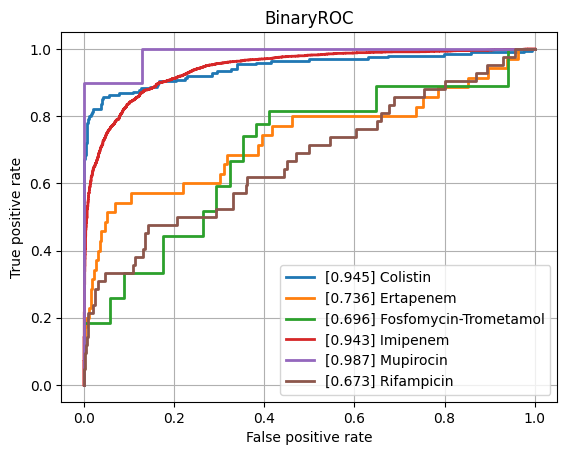 BinaryROC
True positive rate
1.0
0.8
0.6
0.4
0.2
0.0
[0.945] Colistin
[0.736] Ertapenem
[0.696] Fosfomycin-Trometamol
[0.943] Imipenem
[0.987] Mupirocin
[0.673] Rifampicin
0.0 0.2 0.4 0.6 0.8 1.0
False positive rate